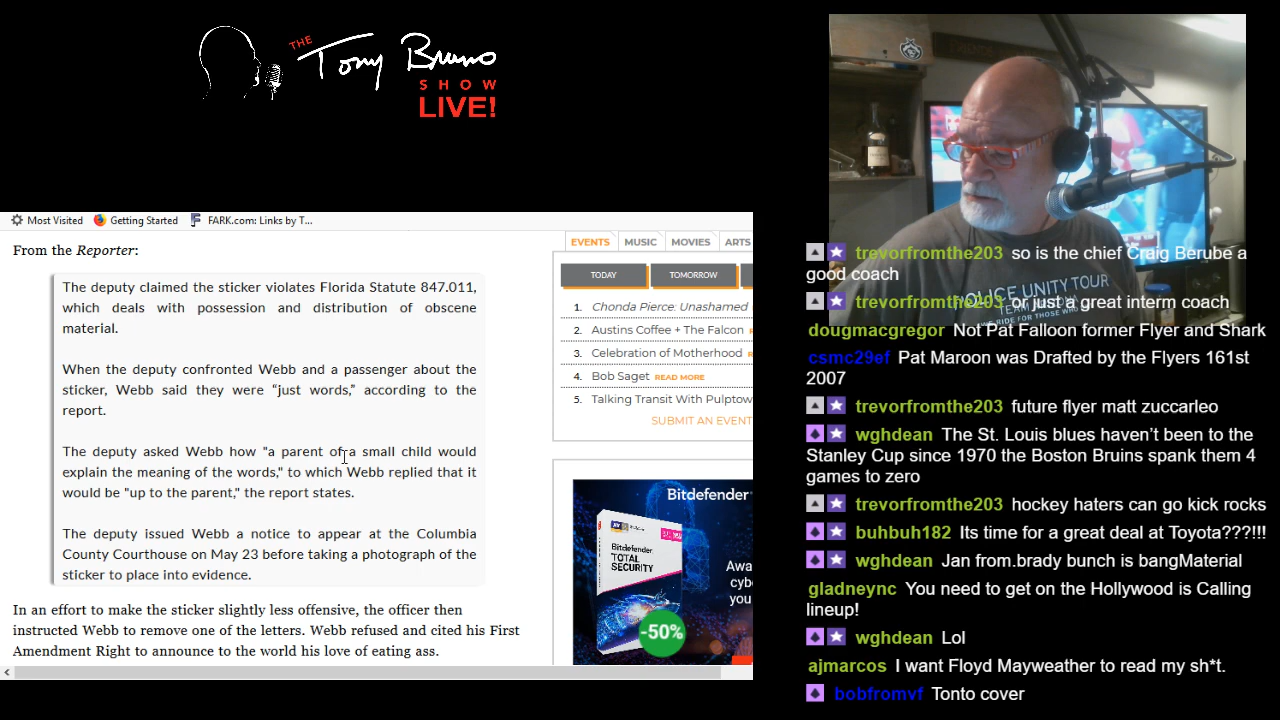 THE Tony Bruno
SHOW
LIVE!
Most Visited Getting Started FARK.com: Links by T...
From the Reporter:
The deputy claimed the sticker violates Florida Statute 847.011,
which deals with possession and distribution of obscene
material.
When the deputy confronted Webb and a passenger about the
sticker, Webb said they were “just words,” according to the
report.
The deputy asked Webb how "a parent of a small child would
explain the meaning of the words," to which Webb replied that it
would be "up to the parent," the report states.
The deputy issued Webb a notice to appear at the Columbia
County Courthouse on May 23 before taking a photograph of the
sticker to place into evidence.
In an effort to make the sticker slightly less offensive, the officer then
instructed Webb to remove one of the letters. Webb refused and cited his First
Amendment Right to announce to the world his love of eating ass.
EVENTS MUSIC MOVIES ARTS
TODAY TOMORROW
1. Chonda Pierce: Unashamed
2. Austins Coffee + The Falcon
3. Celebration of Motherhood
4. Bob Saget READ MORE
5. Talking Transit With Pulptow
SUBMIT AN EVENT
Bitdefender
Bitdefender
TOTAL
SECURITY
Awa
cybe
you
-50%
POLICE UNITY TOUR
WE RIDE FOR THOSE WHO
trevorfromthe203 so is the chief Craig Berube a
good coach
trevorfromthe203 or just a great interm coach
dougmacgregor Not Pat Falloon former Flyer and Shark
csmc29ef Pat Maroon was Drafted by the Flyers 161st
2007
trevorfromthe203 future flyer matt zuccarleo
wghdean The St. Louis blues haven’t been to the
Stanley Cup since 1970 the Boston Bruins spank them 4
games to zero
trevorfromthe203 hockey haters can go kick rocks
buhbuh182 Its time for a great deal at Toyota???!!!
wghdean Jan from.brady bunch is bangMaterial
gladneync You need to get on the Hollywood is Calling
lineup!
wghdean Lol
ajmarcos I want Floyd Mayweather to read my sh*t.
bobfromvf Tonto cover